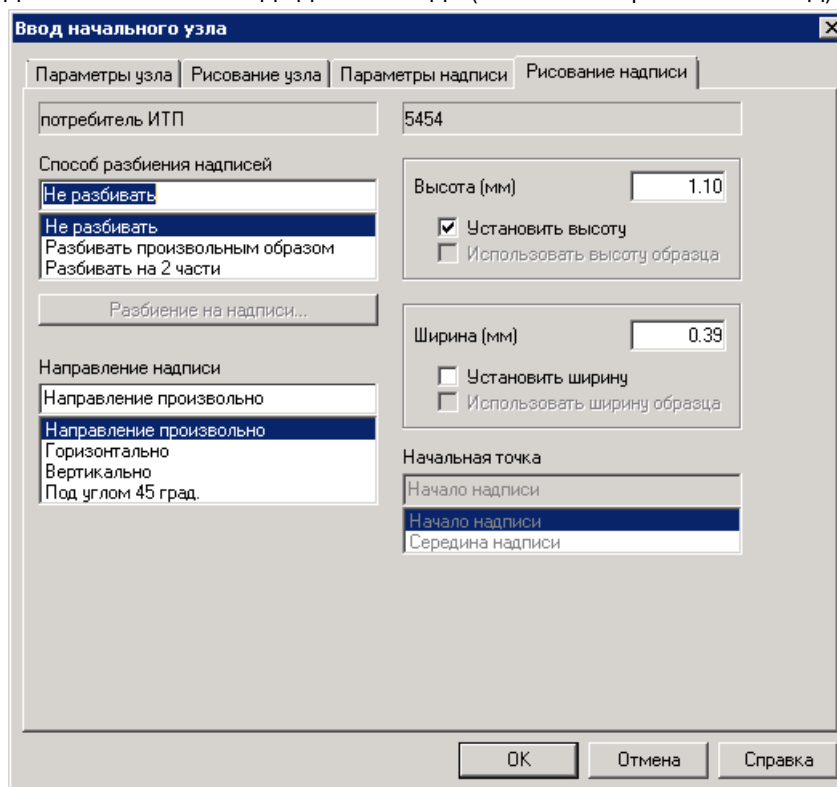 Ввод начального узла
Параметры узла Рисование узла Параметры надписи Рисование надписи
потребитель ИТП
5454
Способ разбиения надписей
Не разбивать
Не разбивать
Разбивать произвольным образом
Разбивать на 2 части
Разбиение на надписи...
Направление надписи
Направление произвольно
Направление произвольно
Горизонтально
Вертикально
Под углом 45 град.
Высота (мм) 1.10
Установить высоту
Использовать высоту образца
Ширина (мм) 0.39
Установить ширину
Использовать ширину образца
Начальная точка
Начало надписи
Начало надписи
Середина надписи
OK Отмена Справка